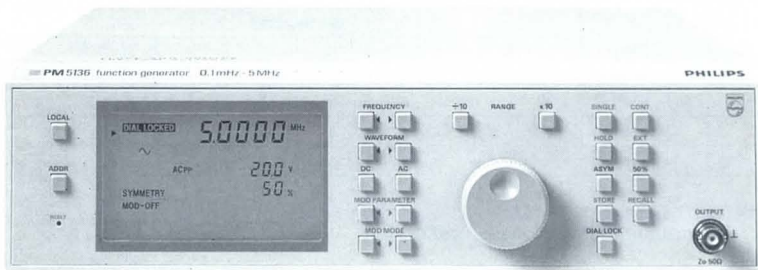 PM 5136 function generator 0.1mHz - 5MHz
PHILIPS
LOCAL
ADDR
DIAL LOCKED 5.0000 MHz
ACPP 20.0 V
SYMMETRY 50 %
MOD-OFF
FREQUENCY
WAVEFORM
DC AC
MOD PARAMETER
MOD MODE
÷10 RANGE x10
SINGLE CONT
HOLD EXT
ASYM 50%
STORE RECALL
DIAL LOCK
OUTPUT
Zo 50Ω